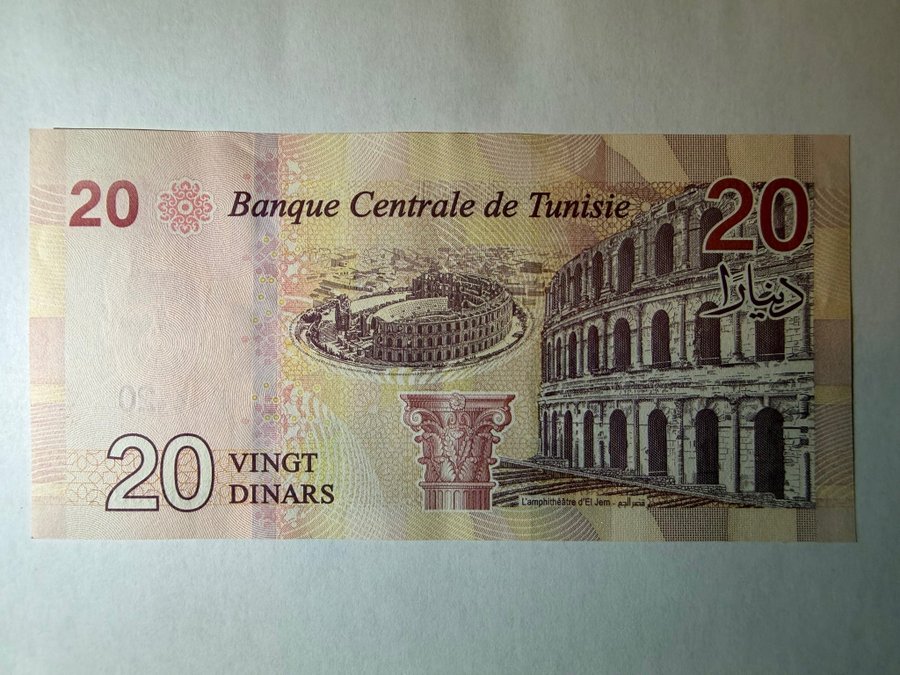 20
Banque Centrale de Tunisie
20
دينارا
20
VINGT
DINARS
L'amphithéâtre d'El Jem - قصر الجم